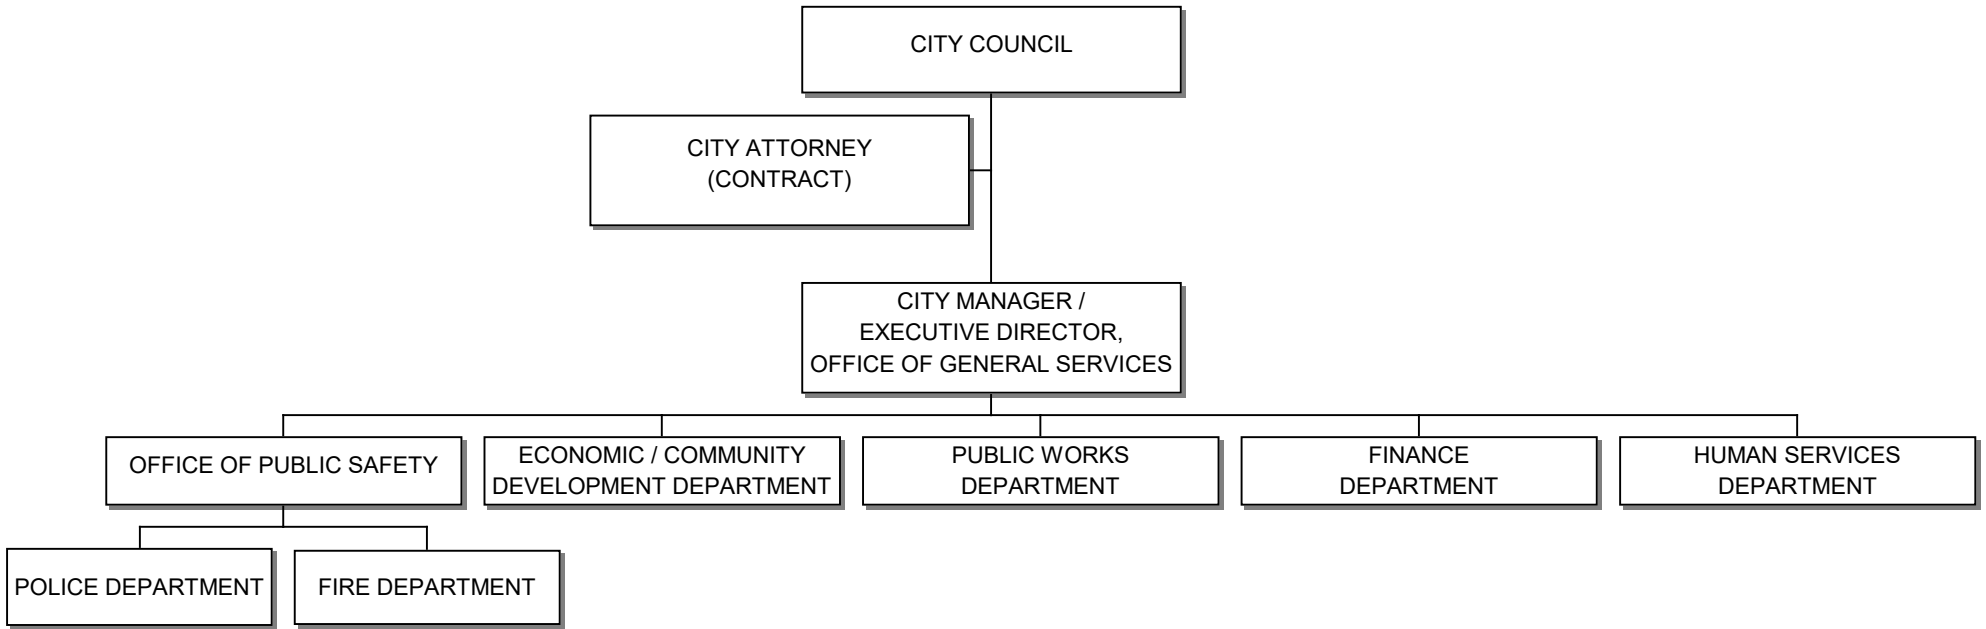 CITY COUNCIL
CITY ATTORNEY
(CONTRACT)
CITY MANAGER /
EXECUTIVE DIRECTOR,
OFFICE OF GENERAL SERVICES
OFFICE OF PUBLIC SAFETY
ECONOMIC / COMMUNITY
DEVELOPMENT DEPARTMENT
PUBLIC WORKS
DEPARTMENT
FINANCE
DEPARTMENT
HUMAN SERVICES
DEPARTMENT
POLICE DEPARTMENT
FIRE DEPARTMENT